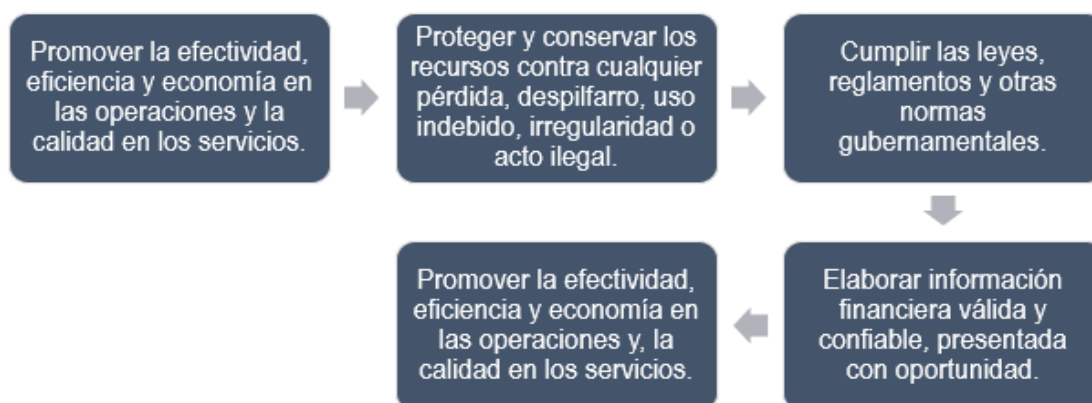 Promover la efectividad,
eficiencia y economía en
las operaciones y la
calidad en los servicios.
Proteger y conservar los
recursos contra cualquier
pérdida, despilfarro, uso
indebido, irregularidad o
acto ilegal.
Cumplir las leyes,
reglamentos y otras
normas
gubernamentales.
Elaborar información
financiera válida y
confiable, presentada
con oportunidad.
Promover la efectividad,
eficiencia y economía en
las operaciones y, la
calidad en los servicios.